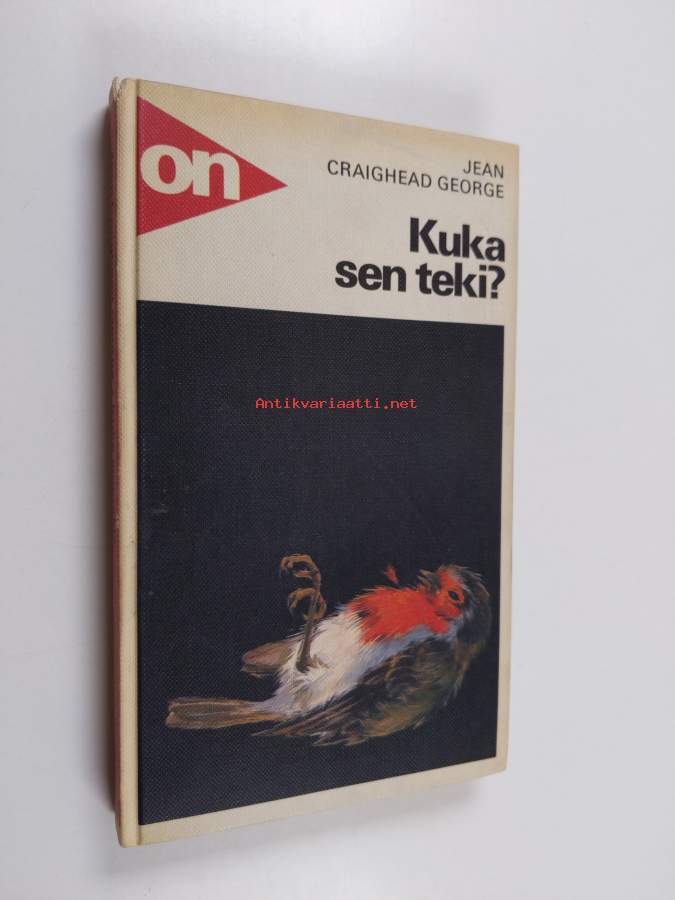 on
JEAN
CRAIGHEAD GEORGE
Kuka
sen teki?
Antikvariaatti.net